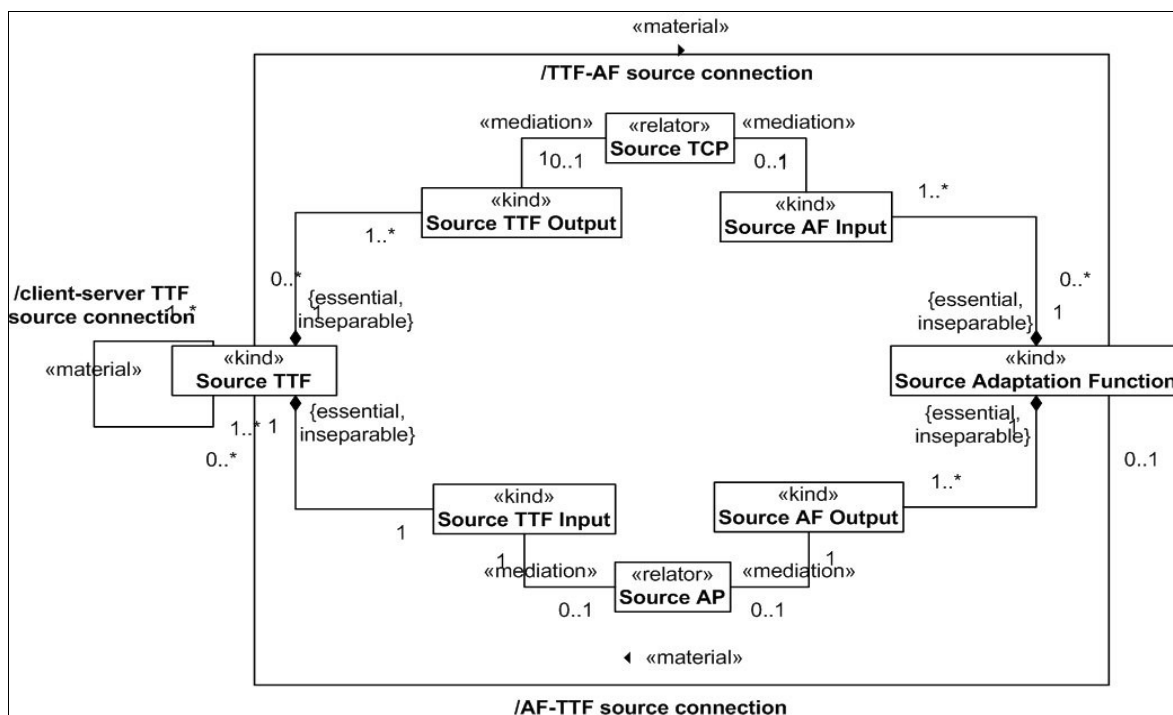 «material»
/TTF-AF source connection
«mediation»
«relator»
Source TCP
«mediation»
1
0..1
0..1
1
«kind»
Source TTF Output
«kind»
Source AF Input
1..*
1..*
0..*
0..*
/client-server TTF
source connection
1..*
{essential,
inseparable}
1
{essential,
inseparable}
1
«material»
«kind»
Source TTF
«kind»
Source Adaptation Function
{essential,
inseparable}
{essential,
inseparable}
1..*
1
1
0..*
0..1
1..*
«kind»
Source TTF Input
«kind»
Source AF Output
1
1
1
«mediation»
«relator»
Source AP
«mediation»
0..1
0..1
«material»
/AF-TTF source connection